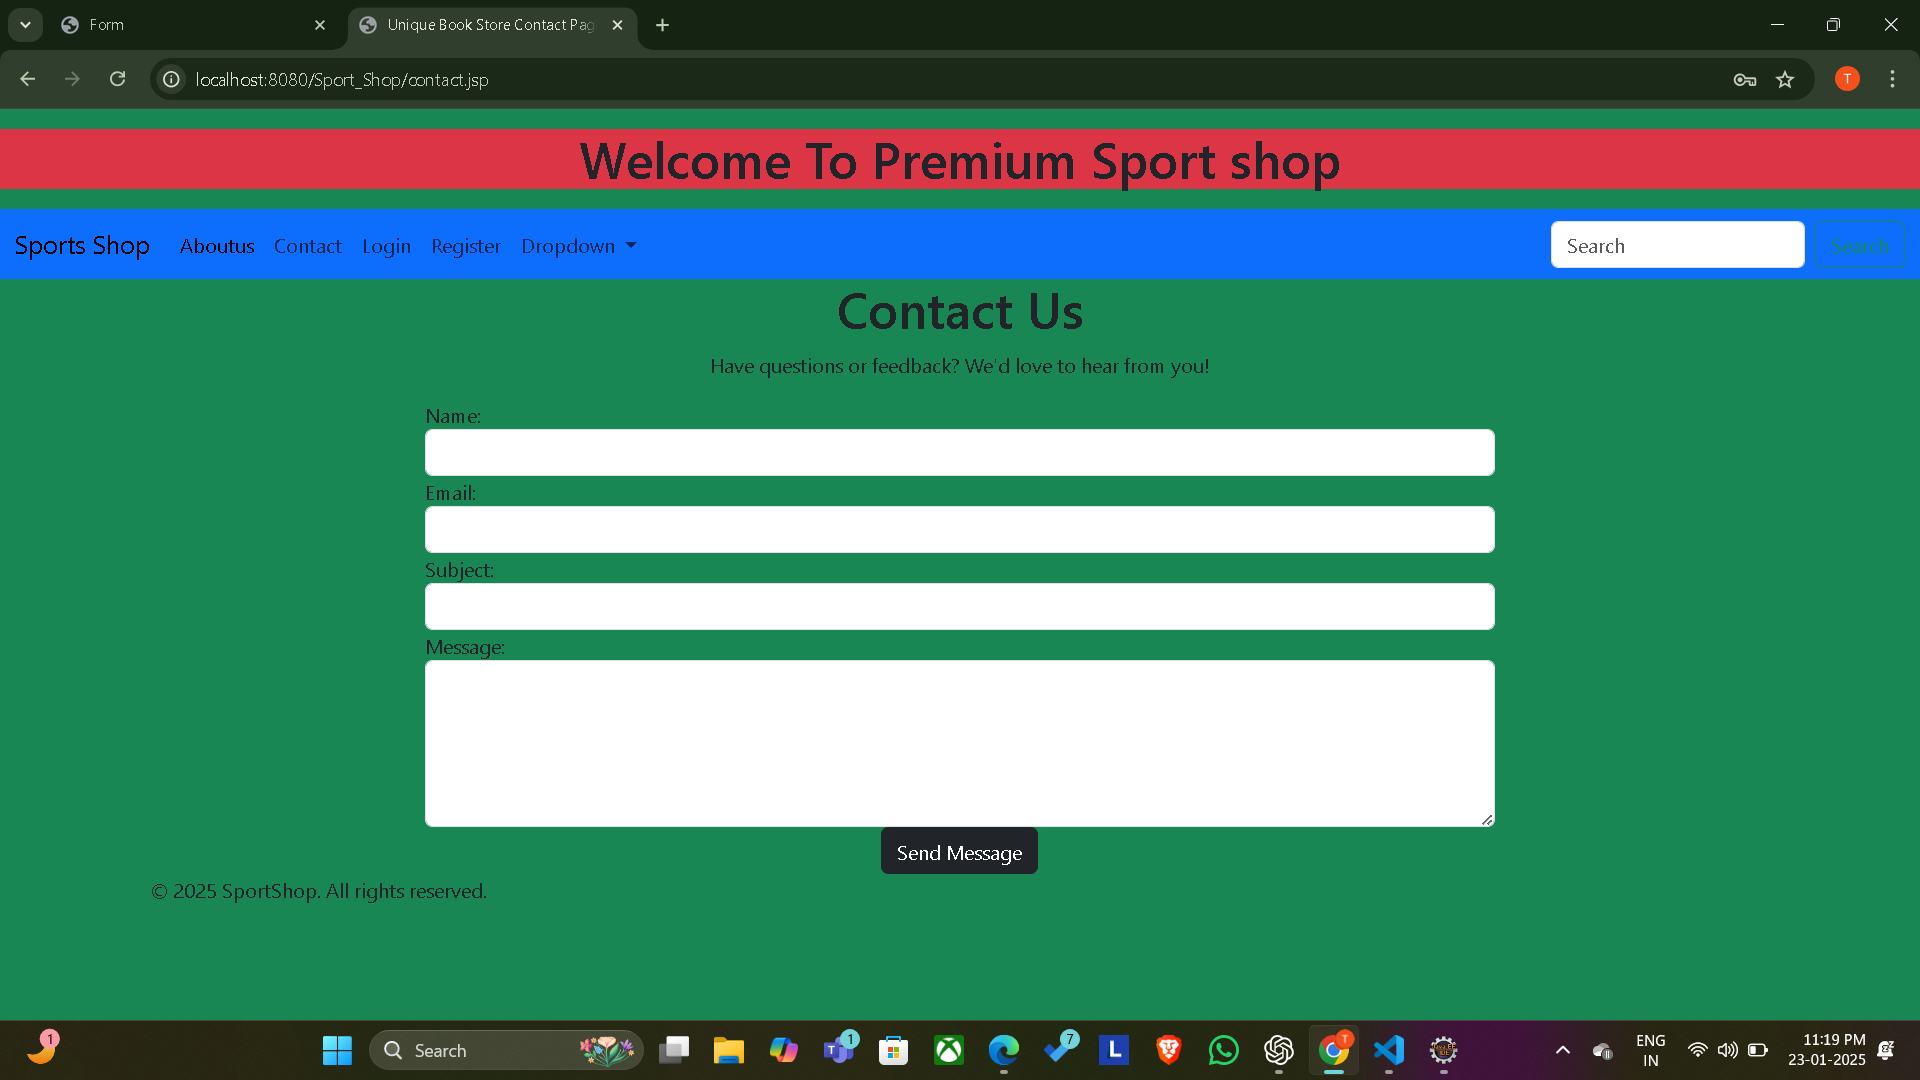 Form
Unique Book Store Contact Pag
localhost:8080/Sport_Shop/contact.jsp
T
Welcome To Premium Sport shop
Sports Shop Aboutus Contact Login Register Dropdown Search Search
Contact Us
Have questions or feedback? We'd love to hear from you!
Name:
Email:
Subject:
Message:
Send Message
© 2025 SportShop. All rights reserved.
1
Search
T 1
7
L
T
ENG
IN
11:19 PM
23-01-2025